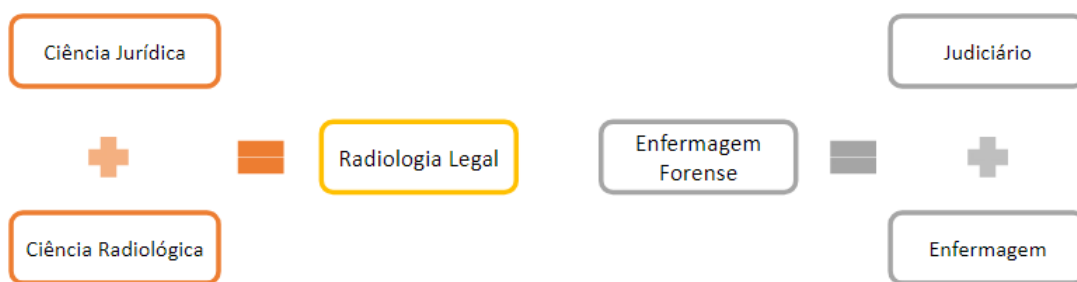 Ciência Jurídica
Judiciário
Radiologia Legal
Enfermagem
Forense
Ciência Radiológica
Enfermagem